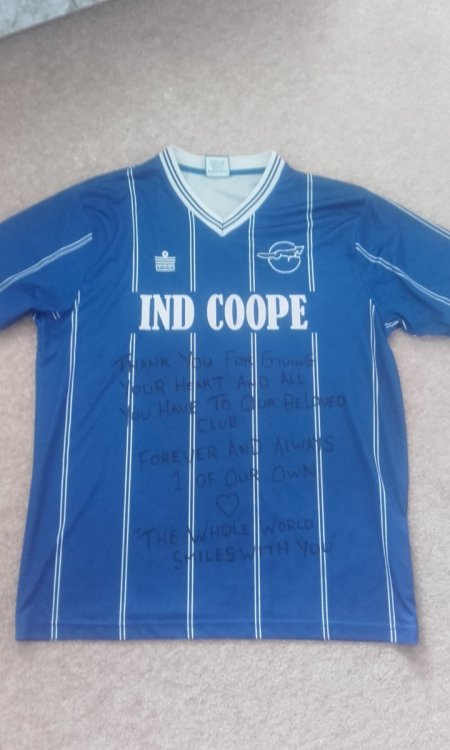 IND COOPE
THANK YOU FOR GIVING
YOUR HEART AND ALL
YOU HAVE TO OUR BELOVED
CLUB.
FOREVER AND ALWAYS
1 OF OUR OWN
"THE WHOLE WORLD
SMILES WITH YOU"